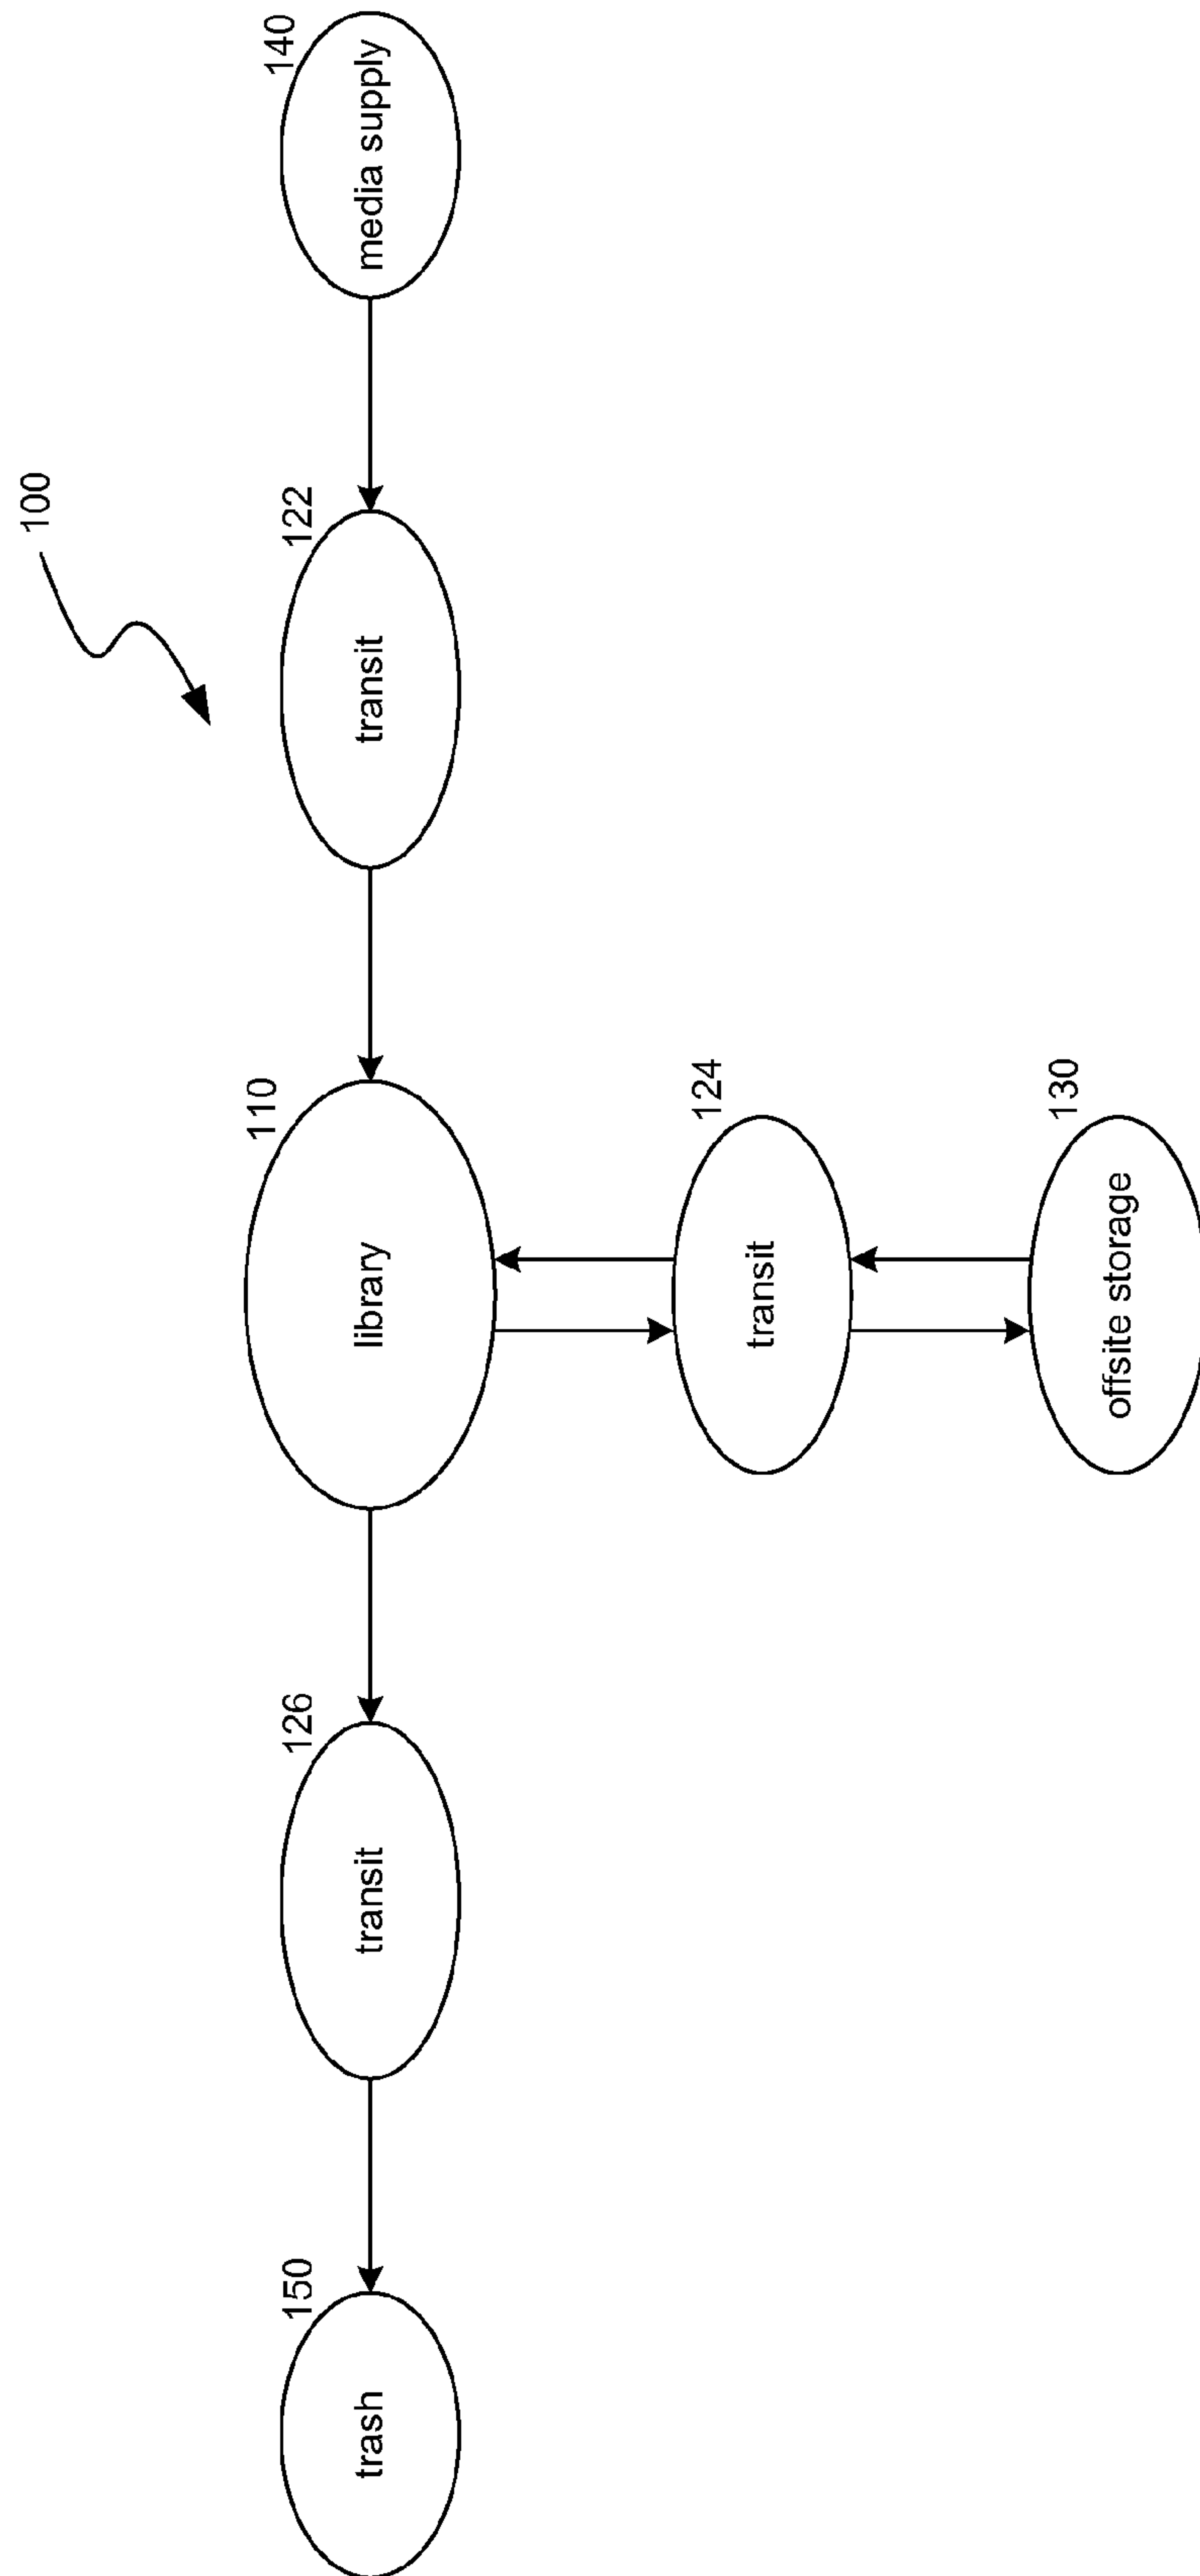 100
150
trash
126
transit
110
library
122
transit
140
media supply
124
transit
130
offsite storage